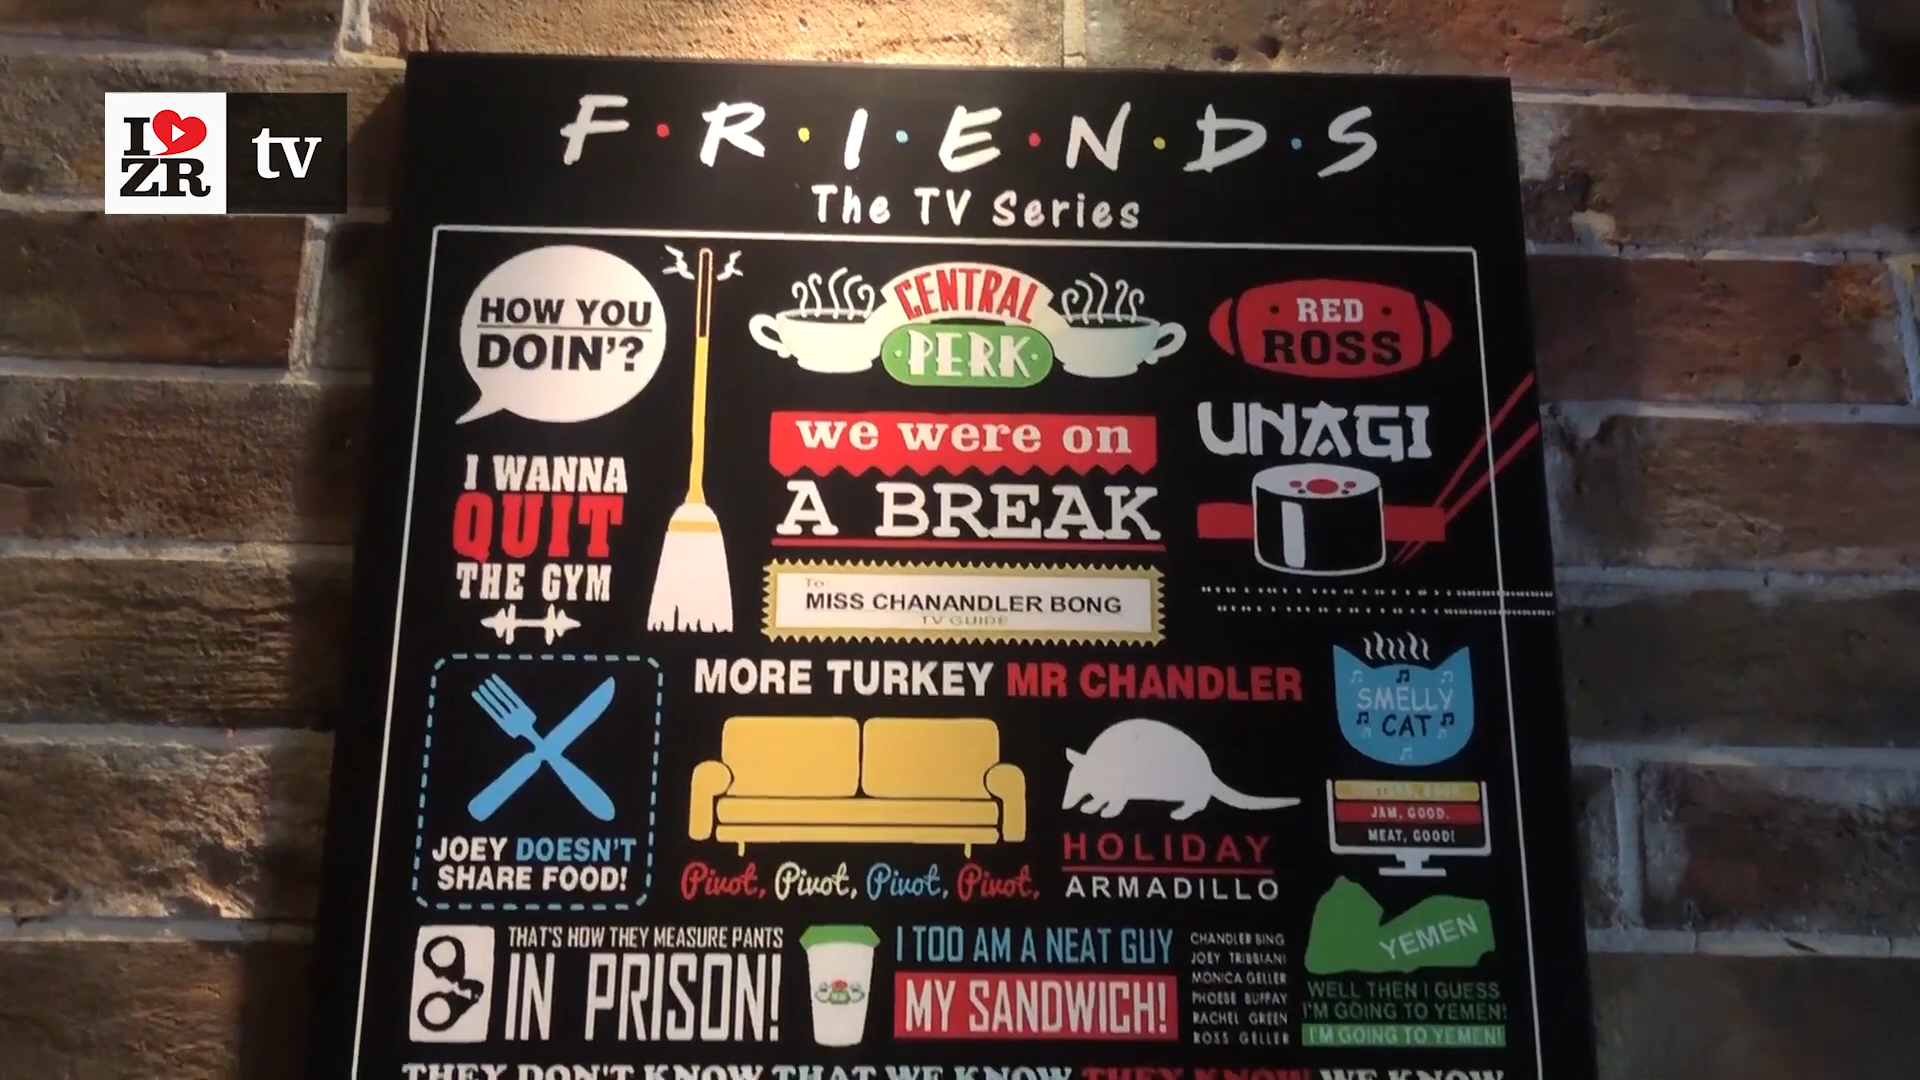 I ZR tv
F·R·I·E·N·D·S
The TV Series
HOW YOU
DOIN'?
CENTRAL
PERK
RED
ROSS
we were on
A BREAK
UNAGI
I WANNA
QUIT
THE GYM
To:
MISS CHANANDLER BONG
TV GUIDE
MORE TURKEY MR CHANDLER
SMELLY
CAT
JOEY DOESN'T
SHARE FOOD!
Pivot, Pivot, Pivot, Pivot,
HOLIDAY
ARMADILLO
JAM, GOOD.
MEAT, GOOD!
THAT'S HOW THEY MEASURE PANTS
IN PRISON!
I TOO AM A NEAT GUY
MY SANDWICH!
CHANDLER BING
JOEY TRIBBIANI
MONICA GELLER
PHOEBE BUFFAY
RACHEL GREEN
ROSS GELLER
YEMEN
WELL THEN I GUESS
I'M GOING TO YEMEN!
I'M GOING TO YEMEN!
THEY DON'T KNOW THAT WE KNOW THEY KNOW WE KNOW